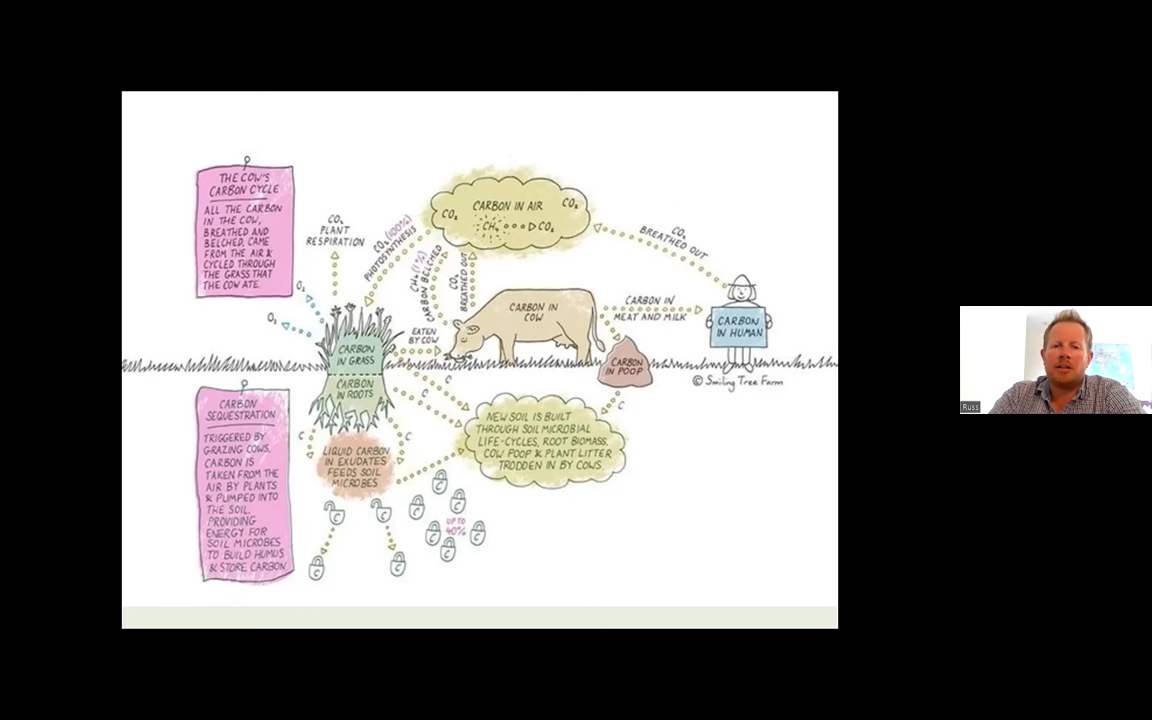 THE COW'S
CARBON CYCLE
ALL THE CARBON
IN THE COW,
BREATHED AND
BELCHED, CAME
FROM THE AIR &
CYCLED THROUGH
THE GRASS THAT
THE COW ATE.
CO₂
PLANT
RESPIRATION
O₂
O₂
CO₂ (100%)
PHOTOSYNTHESIS
CH₄ (1%)
CARBON BELCHED
CO₂
BREATHED OUT
CARBON IN AIR
CO₂
CO₂
CH₄
CO₂
CO₂
BREATHED OUT
EATEN
BY COW
CARBON IN
COW
CARBON IN
MEAT AND MILK
CARBON
IN HUMAN
CARBON
IN POOP
© Smiling Tree Farm
CARBON
IN GRASS
CARBON
IN ROOTS
C
C
C
C
C
LIQUID CARBON
IN EXUDATES
FEEDS SOIL
MICROBES
NEW SOIL IS BUILT
THROUGH SOIL MICROBIAL
LIFE-CYCLES, ROOT BIOMASS,
COW POOP & PLANT LITTER
TRODDEN IN BY COWS.
CARBON
SEQUESTRATION
TRIGGERED BY
GRAZING COWS.
CARBON IS
TAKEN FROM THE
AIR BY PLANTS
& PUMPED INTO
THE SOIL.
PROVIDING
ENERGY FOR
SOIL MICROBES
TO BUILD HUMUS
& STORE CARBON
C
C
C
C
C
C
C
UP TO
40%
C
C
Russ